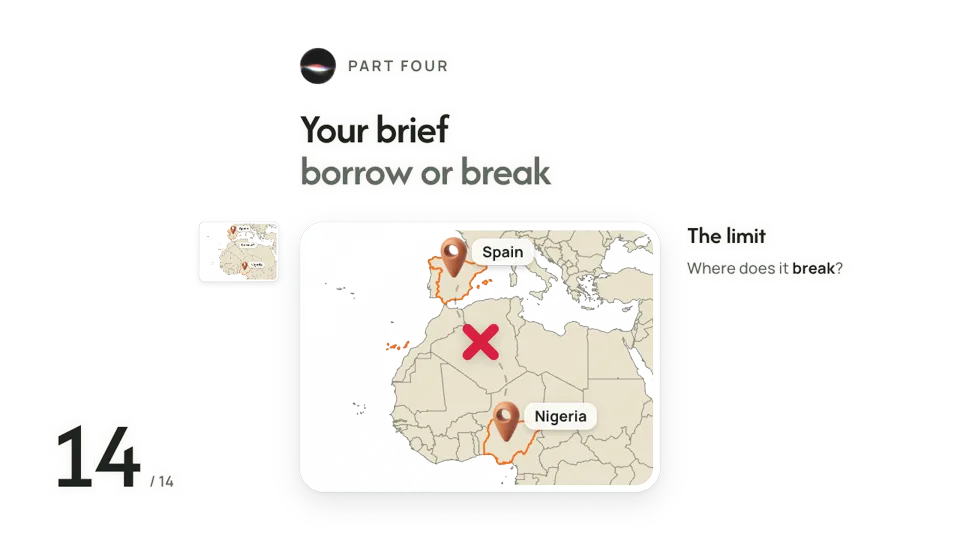 PART FOUR
Your brief
borrow or break
Spain
Nigeria
The limit
Where does it break?
14 / 14